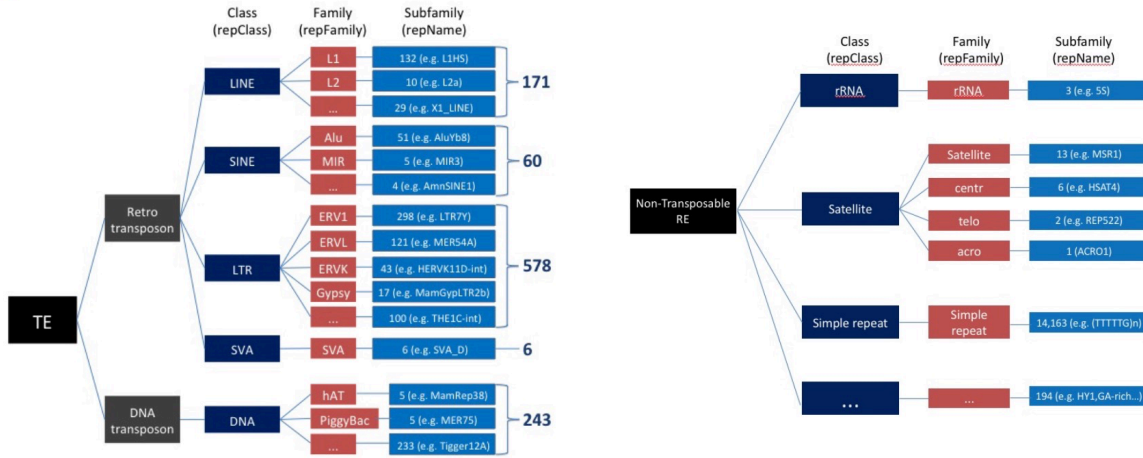 Class
(repClass)
Family
(repFamily)
Subfamily
(repName)
TE
Retro
transposon
LINE
L1
132 (e.g. L1HS)
L2
10 (e.g. L2a)
...
29 (e.g. X1_LINE)
171
SINE
Alu
51 (e.g. AluYb8)
MIR
5 (e.g. MIR3)
...
4 (e.g. AmnSINE1)
60
LTR
ERV1
298 (e.g. LTR7Y)
ERVL
121 (e.g. MER54A)
ERVK
43 (e.g. HERVK11D-int)
Gypsy
17 (e.g. MamGypLTR2b)
...
100 (e.g. THE1C-int)
578
SVA
SVA
6 (e.g. SVA_D)
6
DNA
transposon
DNA
hAT
5 (e.g. MamRep38)
PiggyBac
5 (e.g. MER75)
...
233 (e.g. Tigger12A)
243
Class
(repClass)
Family
(repFamily)
Subfamily
(repName)
Non-Transposable
RE
rRNA
rRNA
3 (e.g. 5S)
Satellite
Satellite
13 (e.g. MSR1)
centr
6 (e.g. HSAT4)
telo
2 (e.g. REP522)
acro
1 (ACRO1)
Simple repeat
Simple
repeat
14,163 (e.g. (TTTTTG)n)
...
...
194 (e.g. HY1,GA-rich...)